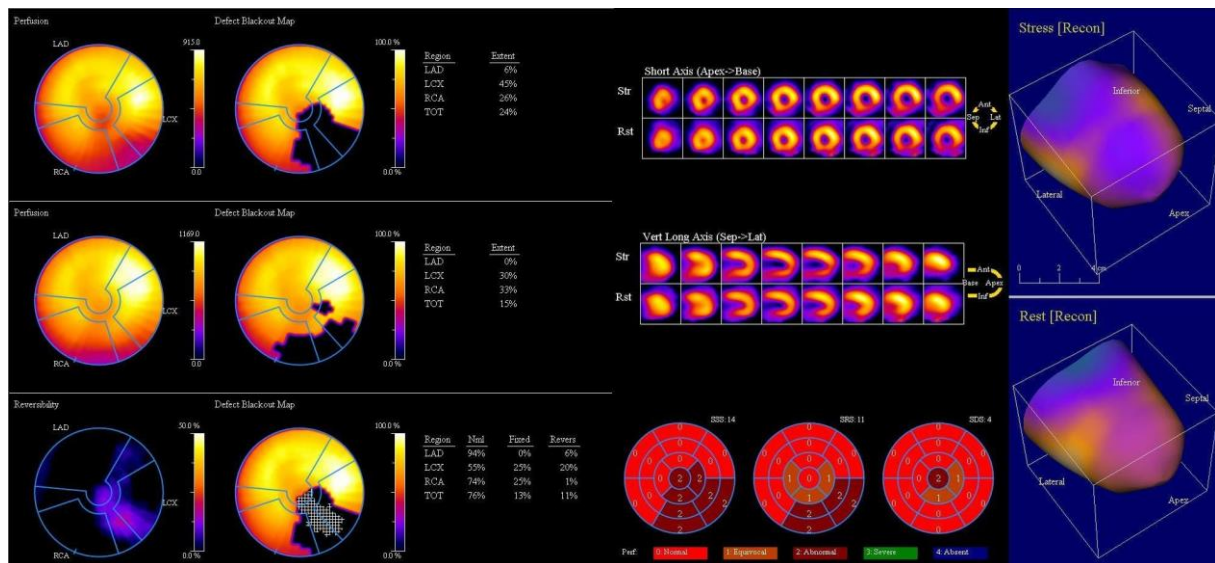 Perfusion
Defect Blackout Map
LAD
LCX
RCA
915.0
0.0
100.0 %
0.0 %
Region Extent
LAD 6%
LCX 45%
RCA 26%
TOT 24%
Perfusion
Defect Blackout Map
LAD
LCX
RCA
1169.0
0.0
100.0 %
0.0 %
Region Extent
LAD 0%
LCX 30%
RCA 33%
TOT 15%
Reversibility
Defect Blackout Map
LAD
LCX
RCA
50.0 %
0.0 %
100.0 %
0.0 %
Region Nml Fixed Revers
LAD 94% 0% 6%
LCX 55% 25% 20%
RCA 74% 25% 1%
TOT 76% 13% 11%
Short Axis (Apex->Base)
Str
Rst
Ant
Sep Lat
Inf
Vert Long Axis (Sep->Lat)
Str
Rst
Ant
Base Apex
Inf
SSS: 14
SRS: 11
SDS: 4
Perf: 0: Normal 1: Equivocal 2: Abnormal 3: Severe 4: Absent
Stress [Recon]
Inferior
Septal
Lateral
Apex
0 2 4 cm
Rest [Recon]
Inferior
Septal
Lateral
Apex